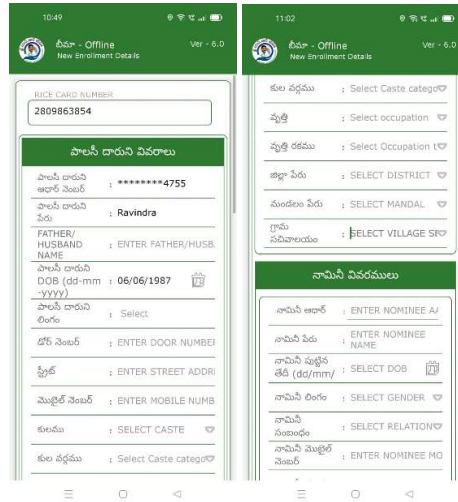 10:49
బీమా - Offline
Ver - 6.0
New Enrollment Details
RICE CARD NUMBER
2809863854
పాలసీ దారుని వివరాలు
పాలసీ దారుని
ఆధార్ నెంబర్
: ********4755
పాలసీ దారుని
పేరు
: Ravindra
FATHER/
HUSBAND
NAME
: ENTER FATHER/HUSB.
పాలసీ దారుని
DOB (dd-mm
-yyyy)
: 06/06/1987
పాలసీ దారుని
లింగం
: Select
డోర్ నెంబర్
: ENTER DOOR NUMBER
స్ట్రీట్
: ENTER STREET ADDRI
మొబైల్ నెంబర్
: ENTER MOBILE NUMB
కులము
: SELECT CASTE
కుల వర్గము
: Select Caste catego
11:02
బీమా - Offline
Ver - 6.0
New Enrollment Details
కుల వర్గము
: Select Caste catego
వృత్తి
: Select occupation
వృత్తి రకము
: Select Occupation t
జిల్లా పేరు
: SELECT DISTRICT
మండలం పేరు
: SELECT MANDAL
గ్రామ
సచివాలయం
: SELECT VILLAGE SE
నామినీ వివరములు
నామినీ ఆధార్
: ENTER NOMINEE A
నామినీ పేరు
: ENTER NOMINEE
NAME
నామినీ పుట్టిన
తేదీ (dd/mm/
: SELECT DOB
నామినీ లింగం
: SELECT GENDER
నామినీ
సంబంధం
: SELECT RELATION
నామినీ మొబైల్
నెంబర్
: ENTER NOMINEE MO